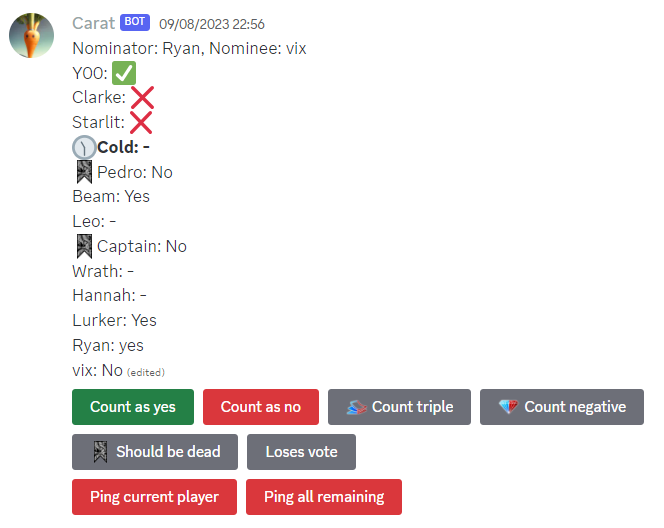 Carat BOT 09/08/2023 22:56
Nominator: Ryan, Nominee: vix
Y00: ✅
Clarke: ❌
Starlit: ❌
Cold: -
Pedro: No
Beam: Yes
Leo: -
Captain: No
Wrath: -
Hannah: -
Lurker: Yes
Ryan: yes
vix: No (edited)
Count as yes Count as no Count triple Count negative
Should be dead Loses vote
Ping current player Ping all remaining